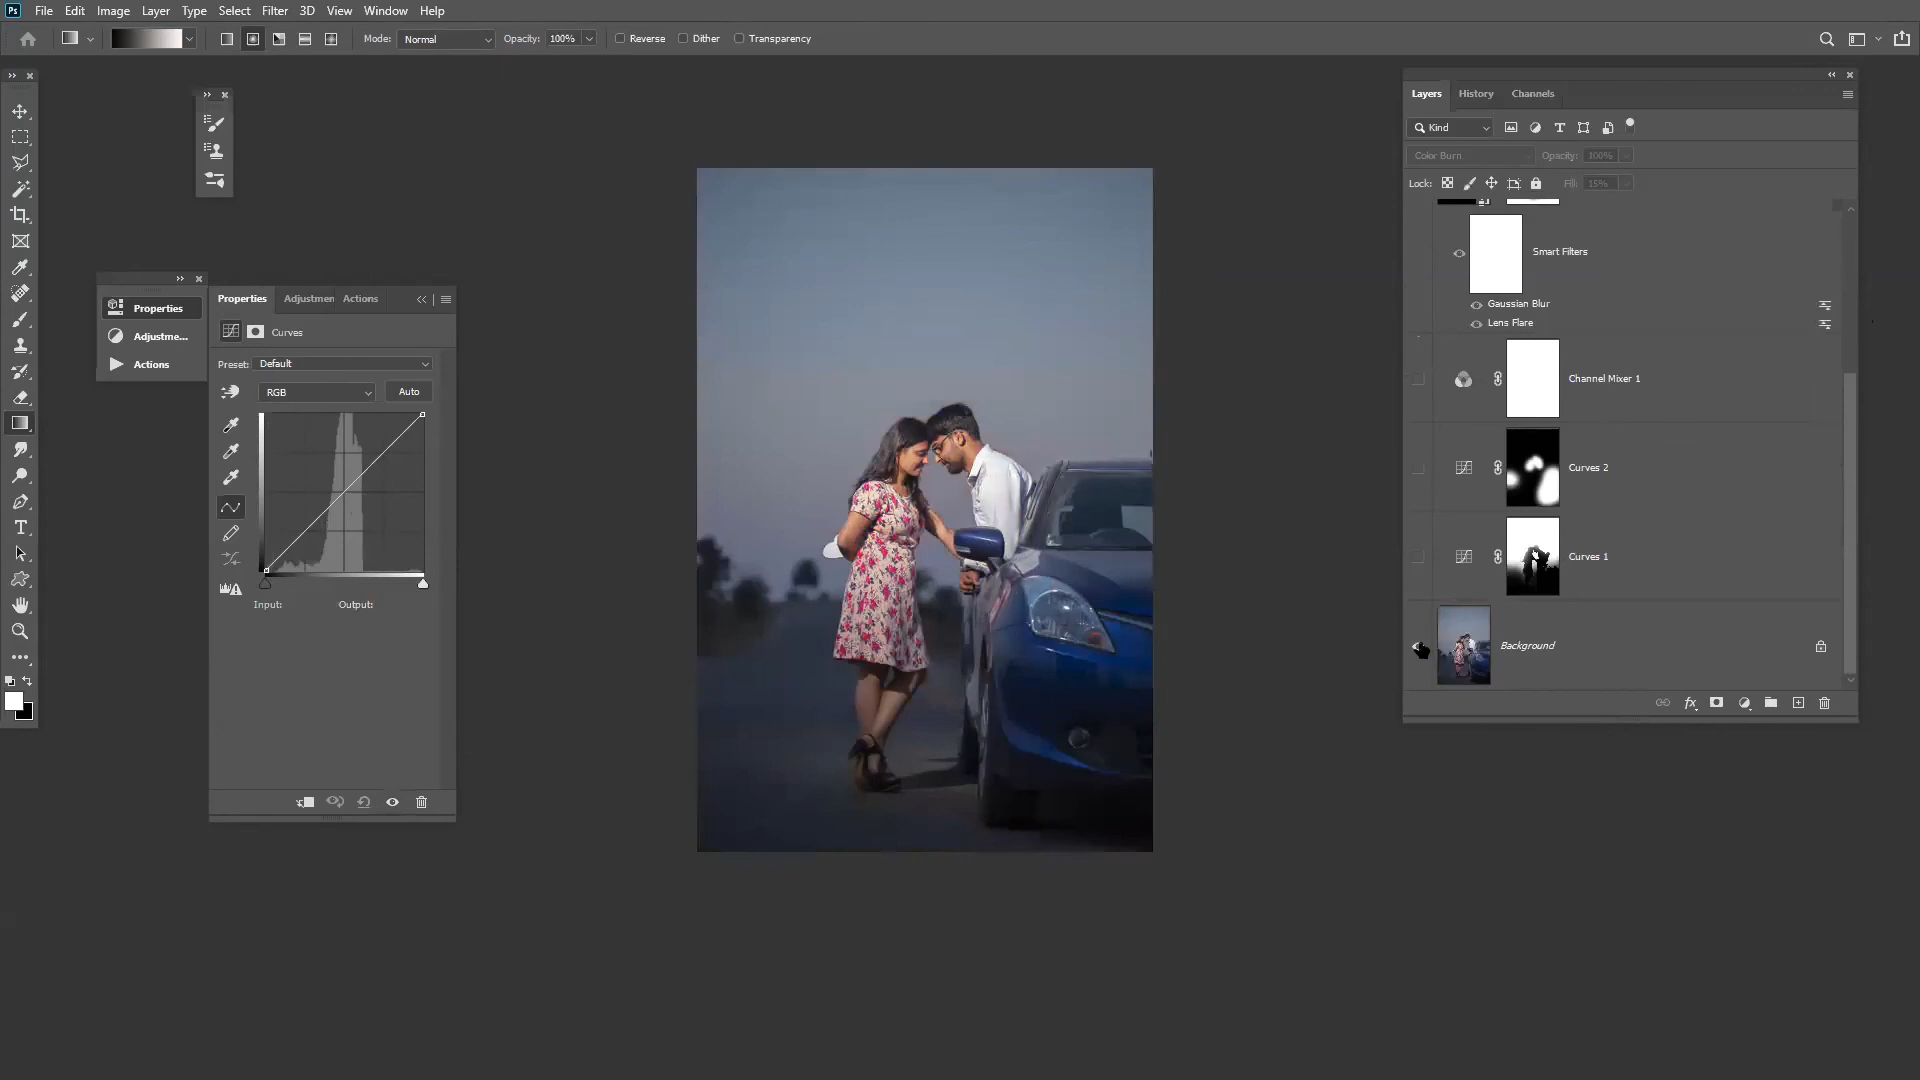 Ps File Edit Image Layer Type Select Filter 3D View Window Help
Mode: Normal Opacity: 100% Reverse Dither Transparency
Layers History Channels
Kind
Color Burn Opacity: 100%
Lock: Fill: 15%
Smart Filters
Gaussian Blur
Lens Flare
Channel Mixer 1
Curves 2
Curves 1
Background
fx
Properties
Adjustme...
Actions
Properties Adjustmen Actions
Curves
Preset: Default
RGB Auto
Input: Output: